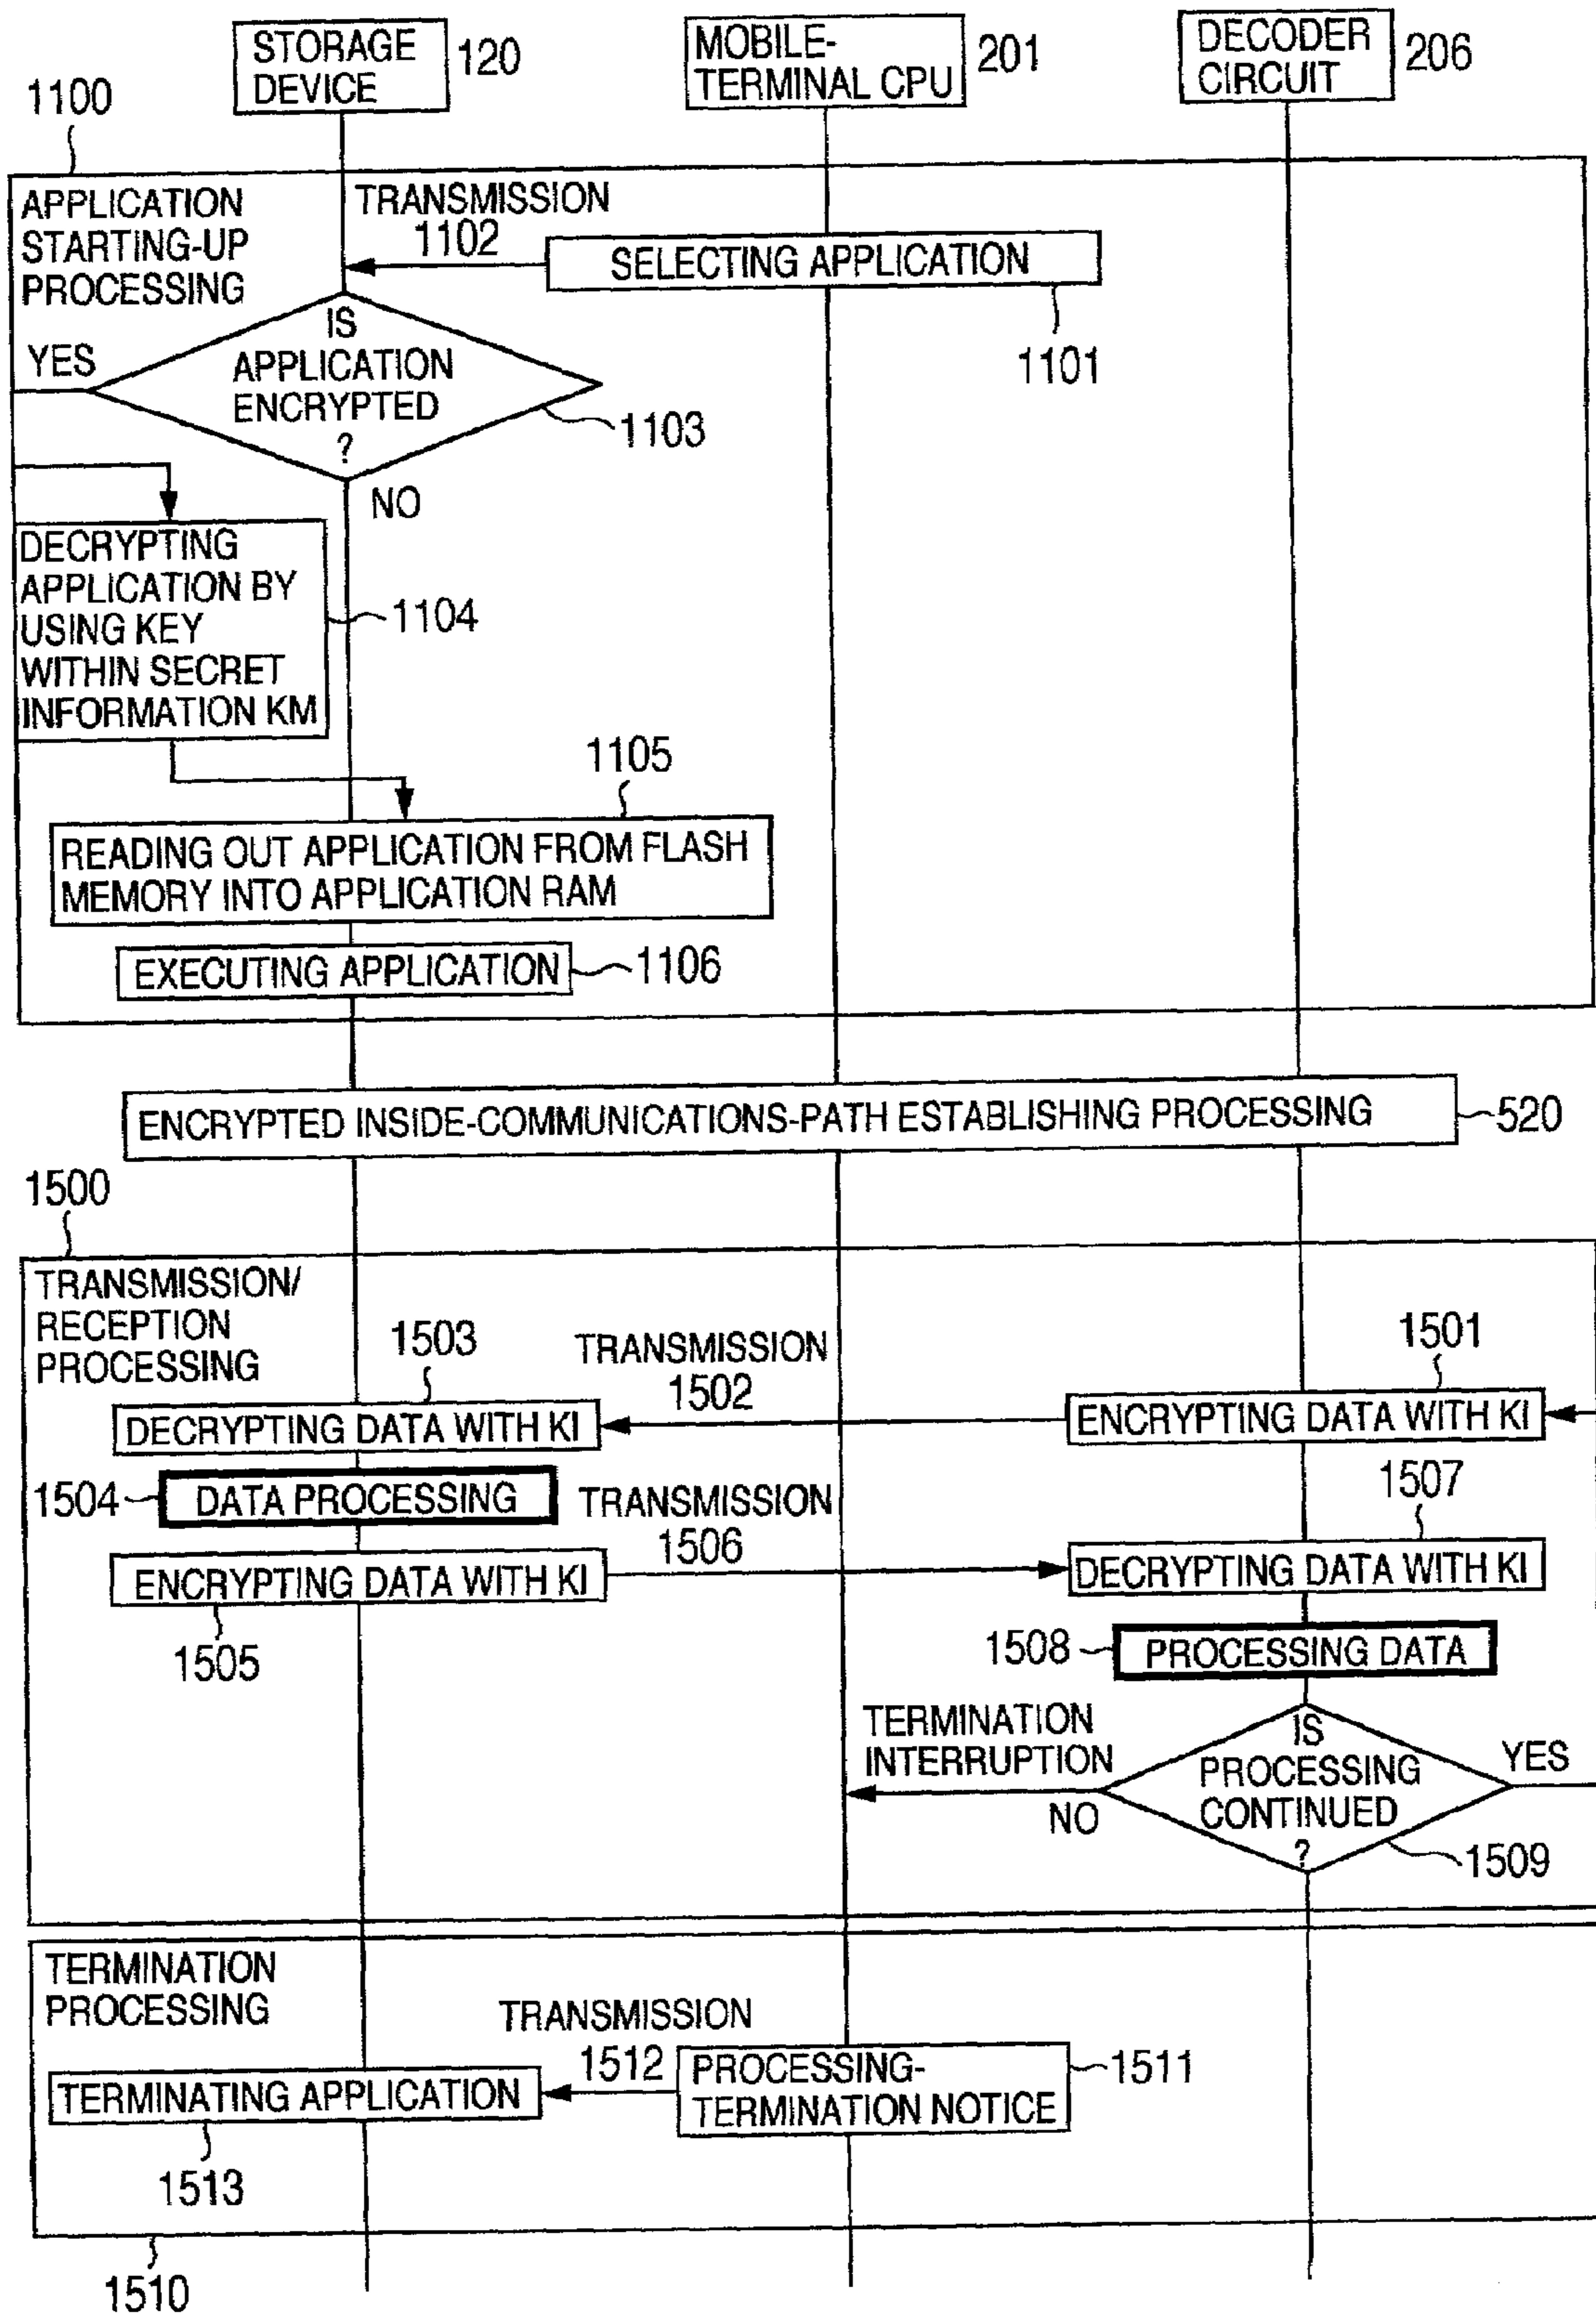 STORAGE
DEVICE
120
MOBILE-
TERMINAL CPU
201
DECODER
CIRCUIT
206
1100
APPLICATION
STARTING-UP
PROCESSING
TRANSMISSION
1102
SELECTING APPLICATION
1101
YES
IS
APPLICATION
ENCRYPTED
?
1103
NO
DECRYPTING
APPLICATION BY
USING KEY
WITHIN SECRET
INFORMATION KM
1104
1105
READING OUT APPLICATION FROM FLASH
MEMORY INTO APPLICATION RAM
EXECUTING APPLICATION
1106
ENCRYPTED INSIDE-COMMUNICATIONS-PATH ESTABLISHING PROCESSING
520
1500
TRANSMISSION/
RECEPTION
PROCESSING
1503
TRANSMISSION
1502
1501
DECRYPTING DATA WITH KI
ENCRYPTING DATA WITH KI
1504
DATA PROCESSING
TRANSMISSION
1506
1507
ENCRYPTING DATA WITH KI
DECRYPTING DATA WITH KI
1505
1508
PROCESSING DATA
TERMINATION
INTERRUPTION
NO
IS
PROCESSING
CONTINUED
?
YES
1509
TERMINATION
PROCESSING
TRANSMISSION
1512
PROCESSING-
TERMINATION NOTICE
1511
TERMINATING APPLICATION
1513
1510